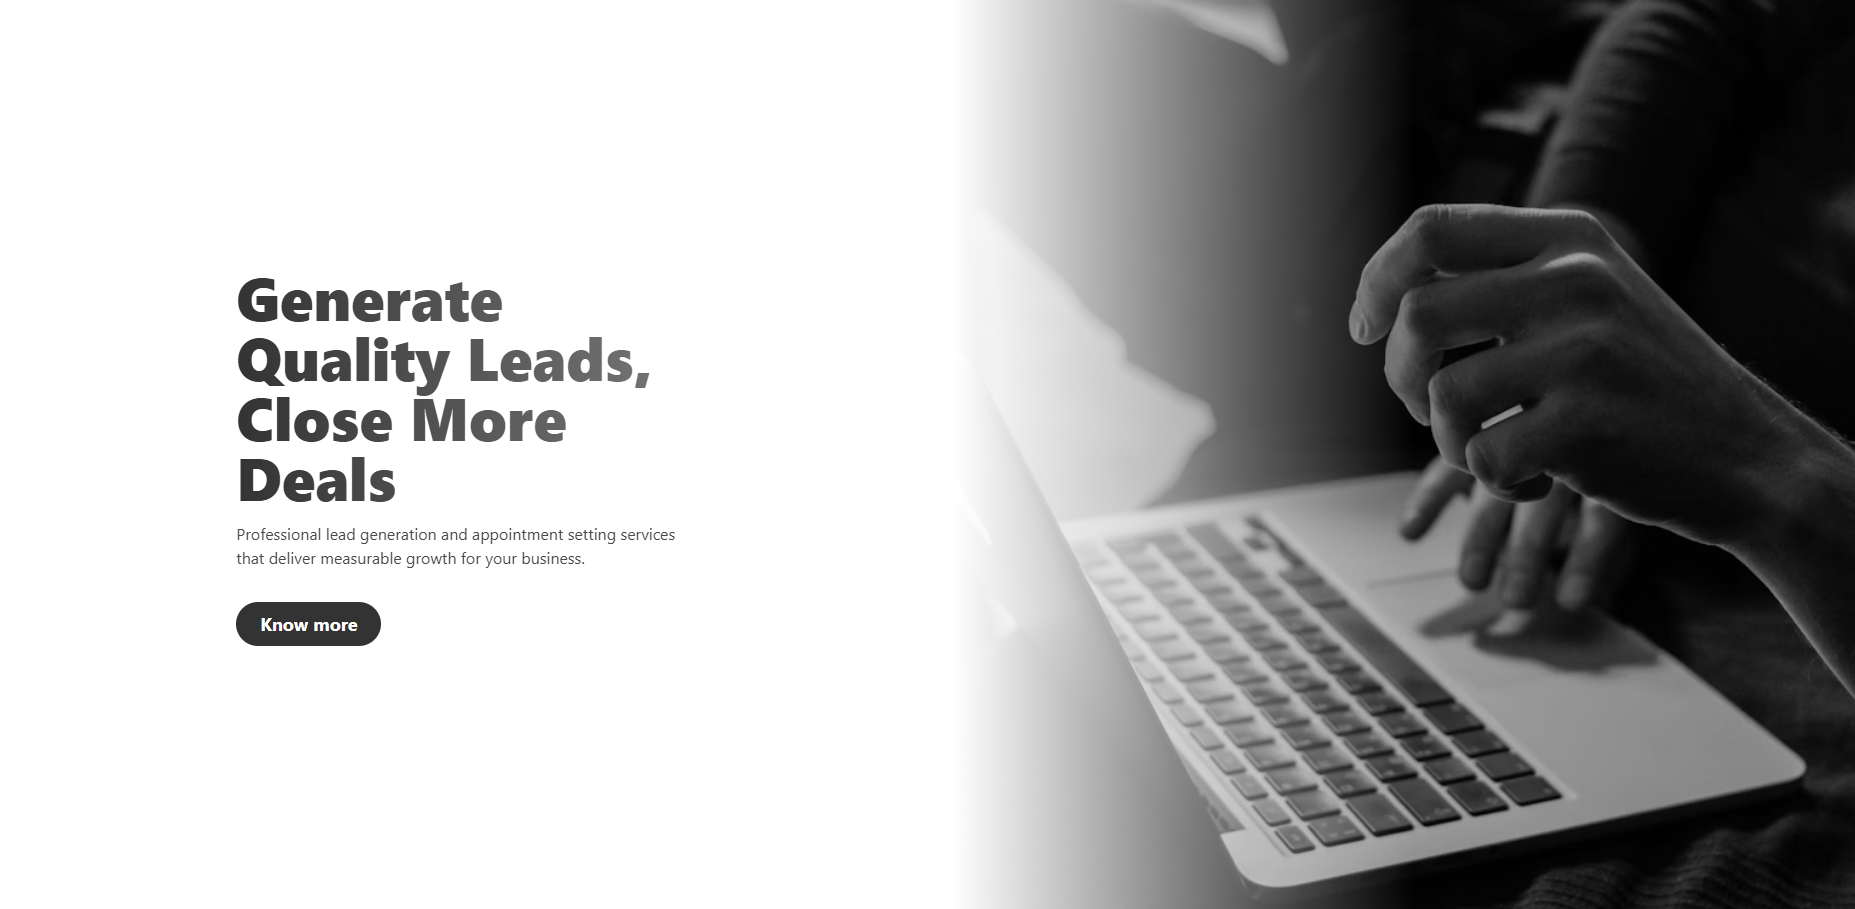 Generate
Quality Leads,
Close More
Deals
Professional lead generation and appointment setting services
that deliver measurable growth for your business.
Know more